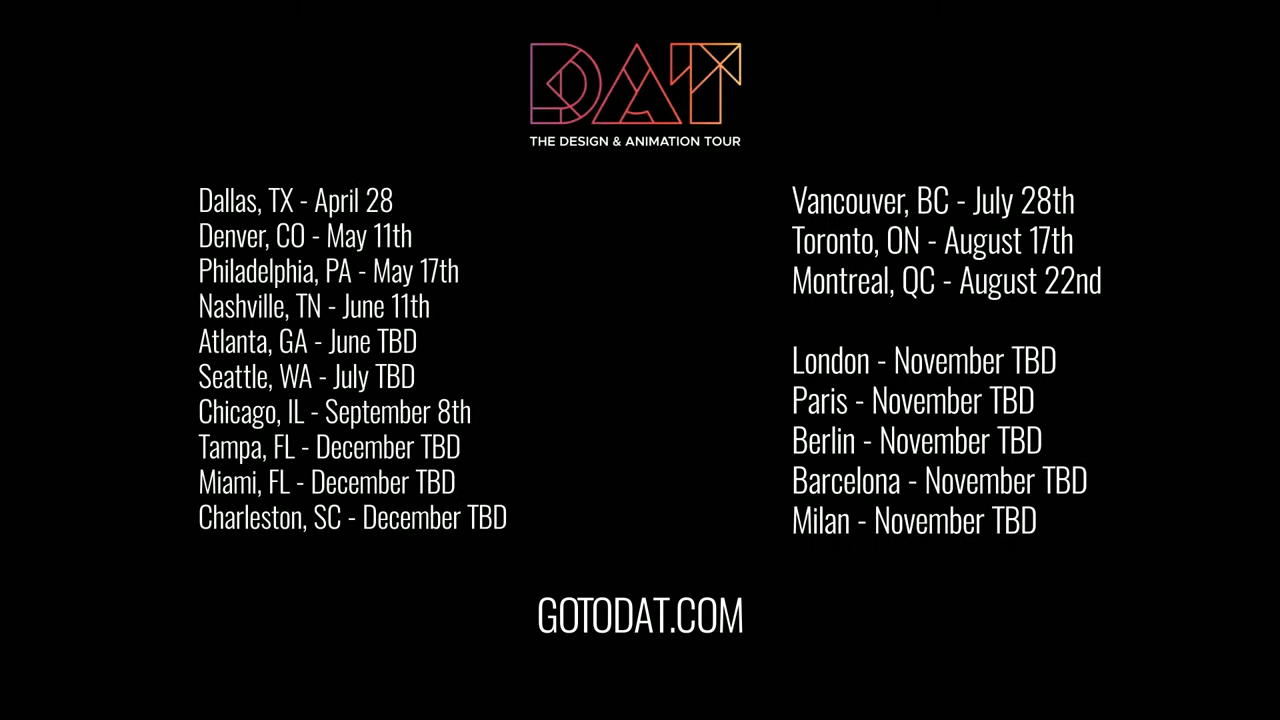 DAT
THE DESIGN & ANIMATION TOUR
Dallas, TX - April 28
Denver, CO - May 11th
Philadelphia, PA - May 17th
Nashville, TN - June 11th
Atlanta, GA - June TBD
Seattle, WA - July TBD
Chicago, IL - September 8th
Tampa, FL - December TBD
Miami, FL - December TBD
Charleston, SC - December TBD
Vancouver, BC - July 28th
Toronto, ON - August 17th
Montreal, QC - August 22nd
London - November TBD
Paris - November TBD
Berlin - November TBD
Barcelona - November TBD
Milan - November TBD
GOTODAT.COM